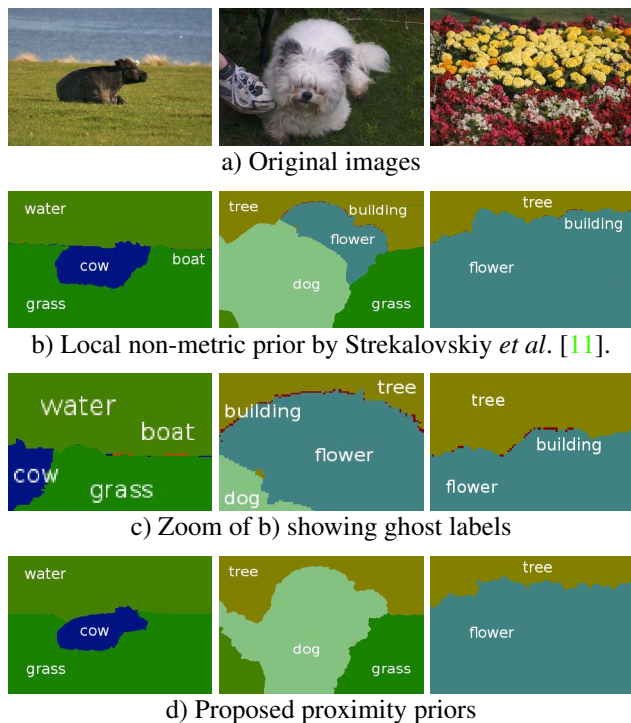 a) Original images
water
cow
boat
grass
tree
building
flower
dog
grass
tree
building
flower
b) Local non-metric prior by Strekalovskiy et al. [11].
water
boat
cow
grass
tree
building
flower
dog
tree
building
flower
c) Zoom of b) showing ghost labels
water
cow
grass
tree
dog
grass
tree
flower
d) Proposed proximity priors